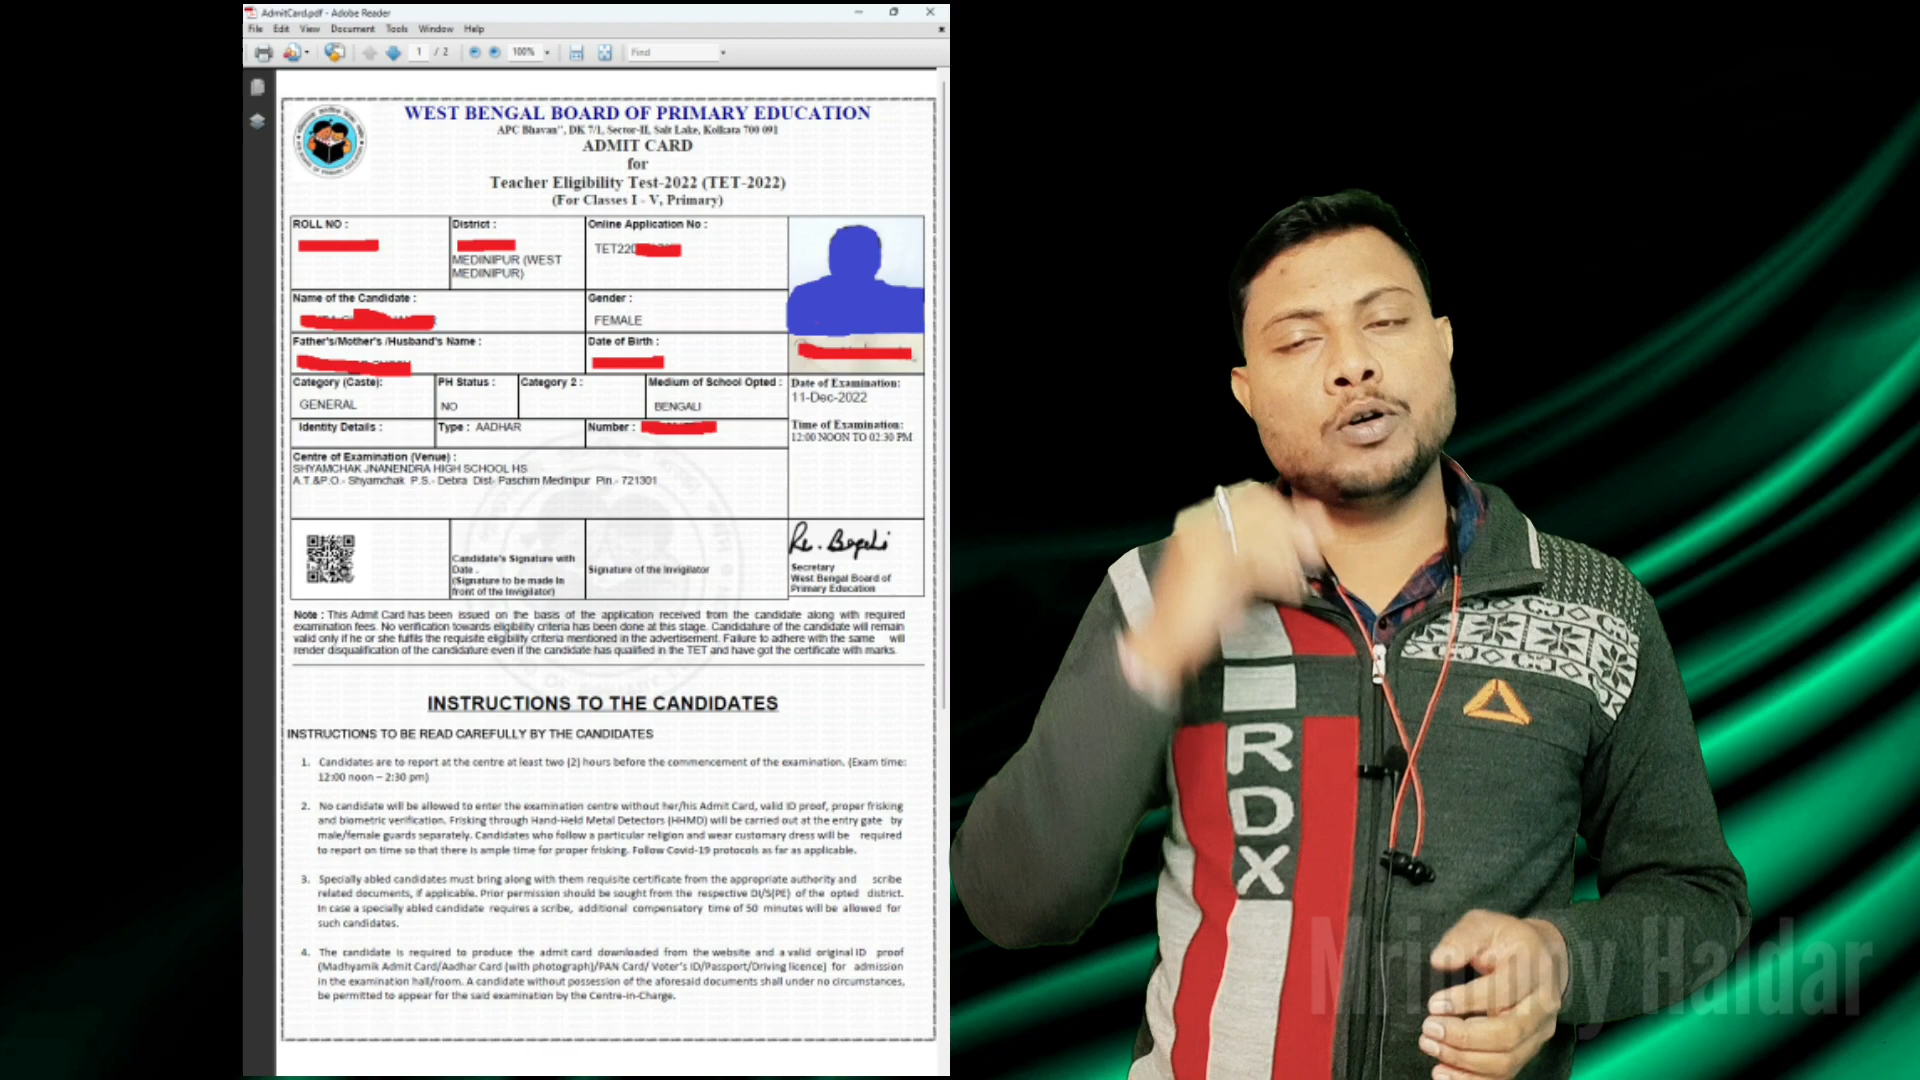 AdmitCard.pdf - Adobe Reader
File Edit View Document Tools Window Help
1 / 2 100% Find
WEST BENGAL BOARD OF PRIMARY EDUCATION
APC Bhavan", DK 7/1, Sector-II, Salt Lake, Kolkata 700 091
ADMIT CARD
for
Teacher Eligibility Test-2022 (TET-2022)
(For Classes I - V, Primary)
ROLL NO :
District :
MEDINIPUR (WEST
MEDINIPUR)
Online Application No :
TET220
Name of the Candidate :
Gender :
FEMALE
Father's/Mother's /Husband's Name :
Date of Birth :
Category (Caste):
GENERAL
PH Status :
NO
Category 2 :
Medium of School Opted :
BENGALI
Date of Examination:
11-Dec-2022
Time of Examination:
12:00 NOON TO 02:30 PM
Identity Details :
Type : AADHAR
Number :
Centre of Examination (Venue) :
SHYAMCHAK JNANENDRA HIGH SCHOOL HS
A.T.&P.O.- Shyamchak P.S.- Debra Dist- Paschim Medinipur Pin.- 721301
Candidate's Signature with
Date .
(Signature to be made in
front of the Invigilator)
Signature of the Invigilator
Secretary
West Bengal Board of
Primary Education
Note : This Admit Card has been issued on the basis of the application received from the candidate along with required
examination fees. No verification towards eligibility criteria has been done at this stage. Candidature of the candidate will remain
valid only if he or she fulfils the requisite eligibility criteria mentioned in the advertisement. Failure to adhere with the same will
render disqualification of the candidature even if the candidate has qualified in the TET and have got the certificate with marks.
INSTRUCTIONS TO THE CANDIDATES
INSTRUCTIONS TO BE READ CAREFULLY BY THE CANDIDATES
1. Candidates are to report at the centre at least two (2) hours before the commencement of the examination. (Exam time:
12:00 noon – 2:30 pm)
2. No candidate will be allowed to enter the examination centre without her/his Admit Card, valid ID proof, proper frisking
and biometric verification. Frisking through Hand-Held Metal Detectors (HHMD) will be carried out at the entry gate by
male/female guards separately. Candidates who follow a particular religion and wear customary dress will be required
to report on time so that there is ample time for proper frisking. Follow Covid-19 protocols as far as applicable.
3. Specially abled candidates must bring along with them requisite certificate from the appropriate authority and scribe
related documents, if applicable. Prior permission should be sought from the respective DI/S(PE) of the opted district.
In case a specially abled candidate requires a scribe, additional compensatory time of 50 minutes will be allowed for
such candidates.
4. The candidate is required to produce the admit card downloaded from the website and a valid original ID proof
(Madhyamik Admit Card/Aadhar Card (with photograph)/PAN Card/ Voter's ID/Passport/Driving licence) for admission
in the examination hall/room. A candidate without possession of the aforesaid documents shall under no circumstances,
be permitted to appear for the said examination by the Centre-in-Charge.
RDX
Mrinmoy Haldar